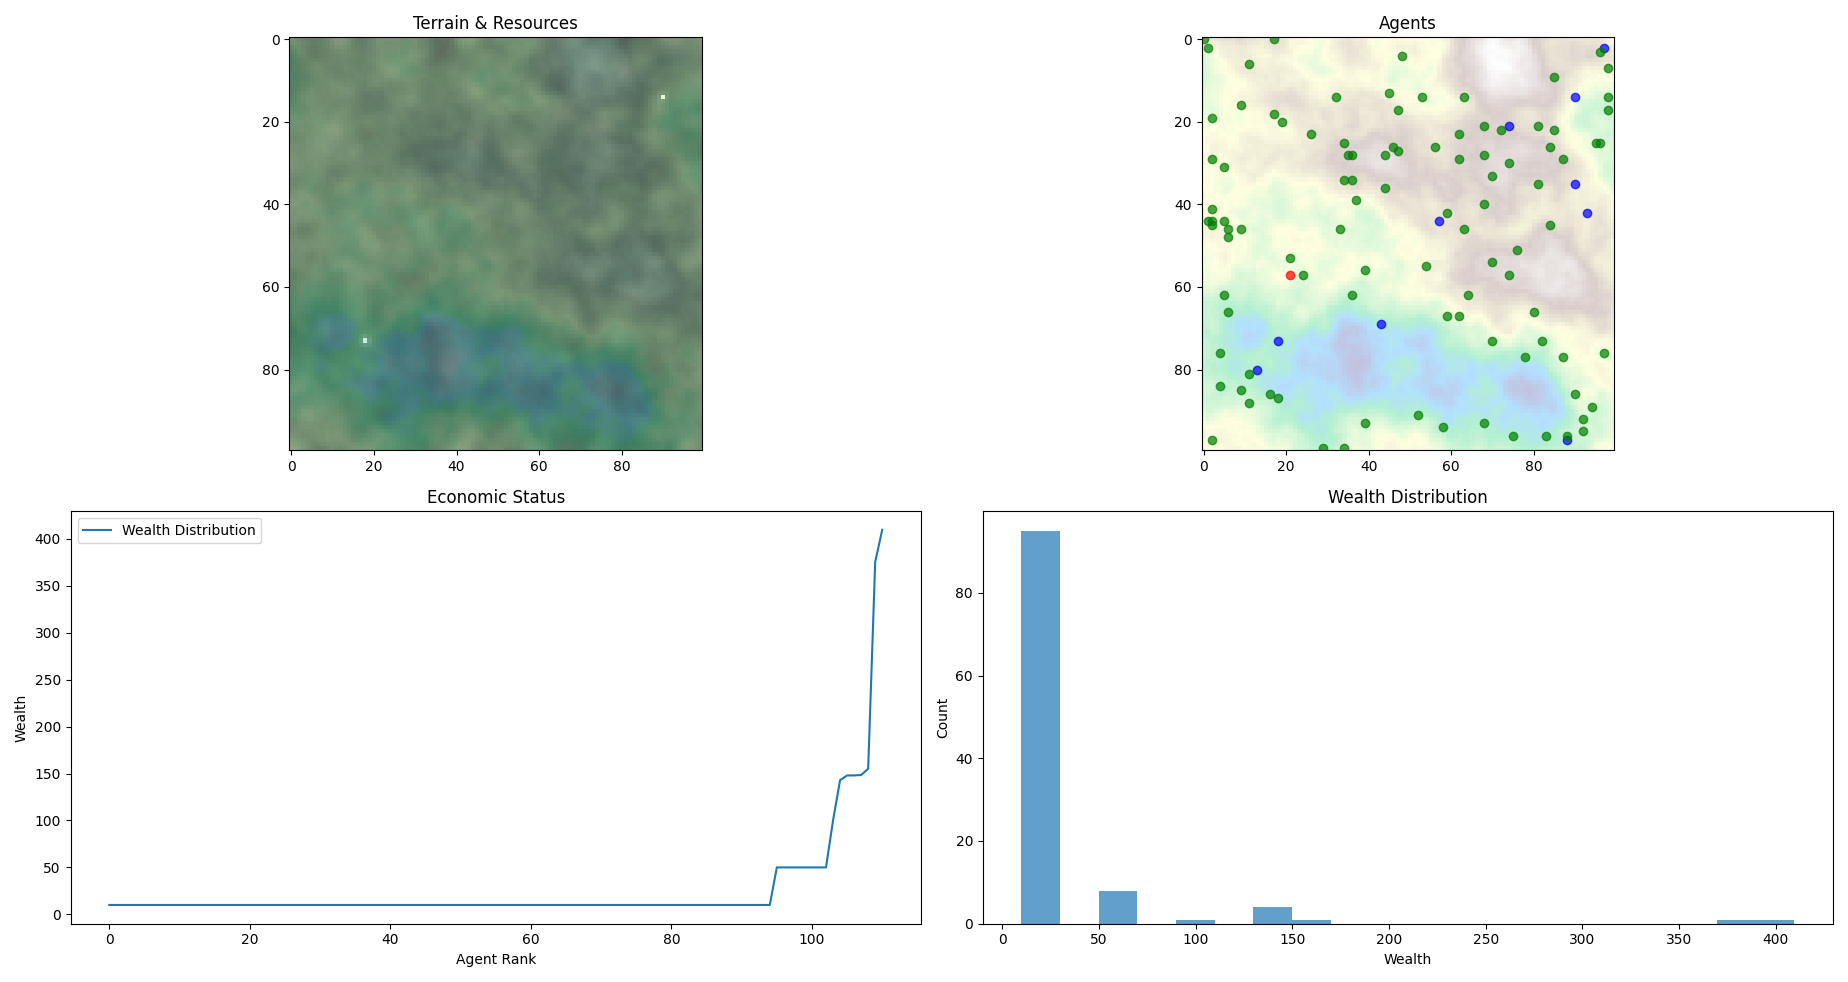 Terrain & Resources
0
20
40
60
80
0 20 40 60 80
Agents
0
20
40
60
80
0 20 40 60 80
Economic Status
Wealth Distribution
400
350
300
250
200
150
100
50
0
Wealth
0 20 40 60 80 100
Agent Rank
Wealth Distribution
80
60
40
20
0
Count
0 50 100 150 200 250 300 350 400
Wealth